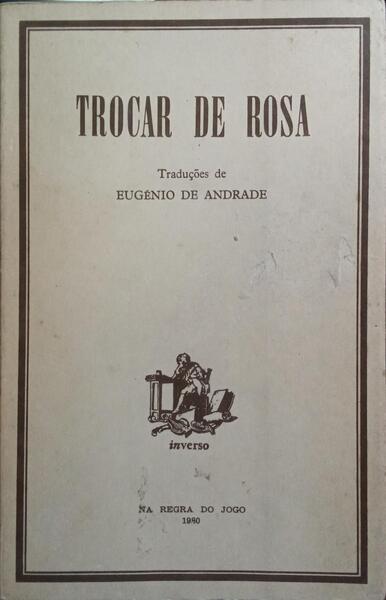 TROCAR DE ROSA
Traduções de
EUGÉNIO DE ANDRADE
inverso
NA REGRA DO JOGO
1980